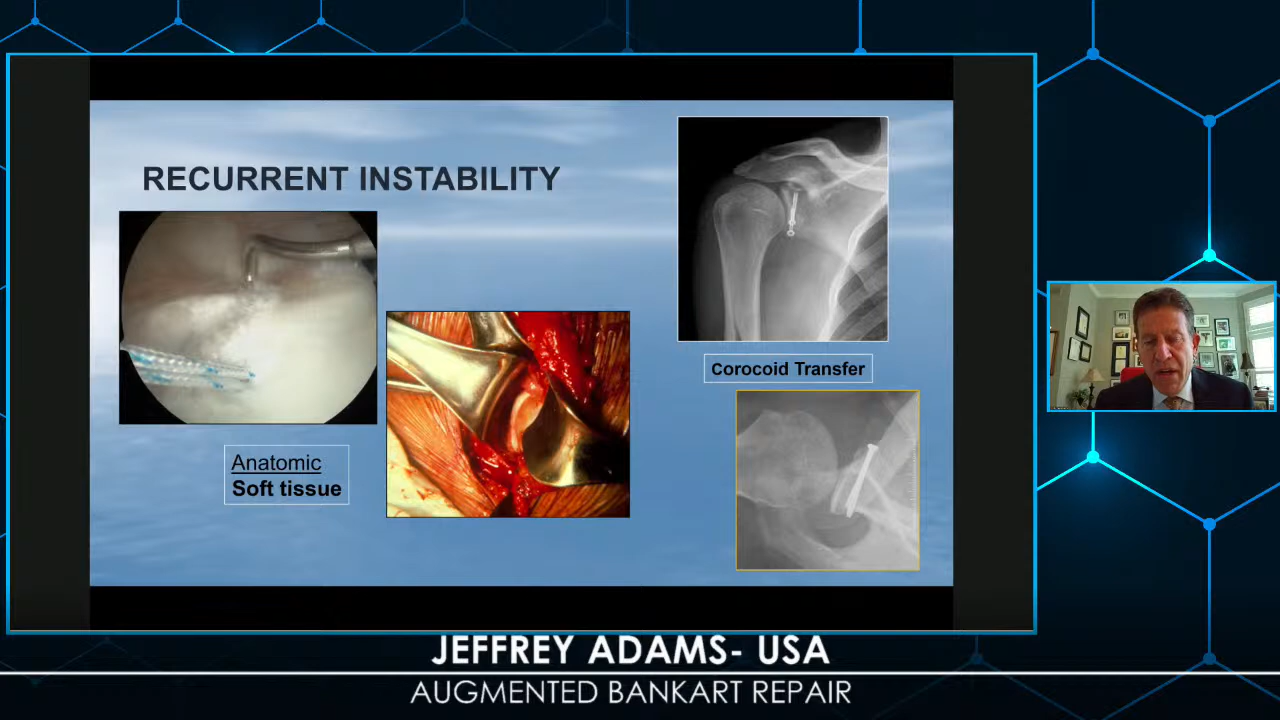 RECURRENT INSTABILITY
Corocoid Transfer
Anatomic
Soft tissue
JEFFREY ADAMS- USA
AUGMENTED BANKART REPAIR